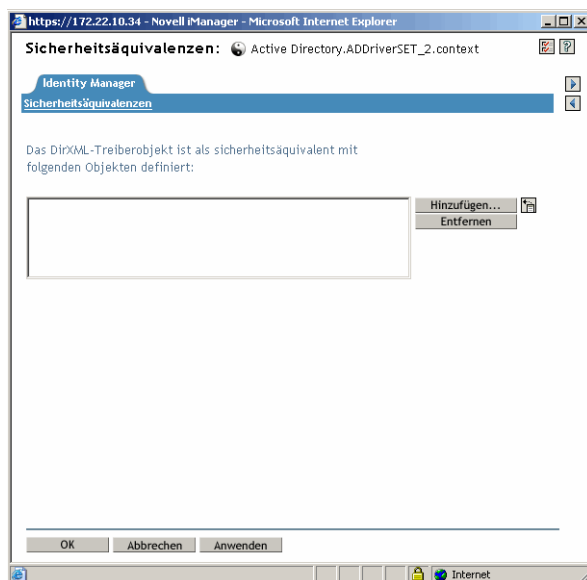 https://172.22.10.34 - Novell iManager - Microsoft Internet Explorer
Sicherheitsäquivalenzen: Active Directory.ADDriverSET_2.context
Identity Manager
Sicherheitsäquivalenzen
Das DirXML-Treiberobjekt ist als sicherheitsäquivalent mit
folgenden Objekten definiert:
Hinzufügen...
Entfernen
OK Abbrechen Anwenden
Internet